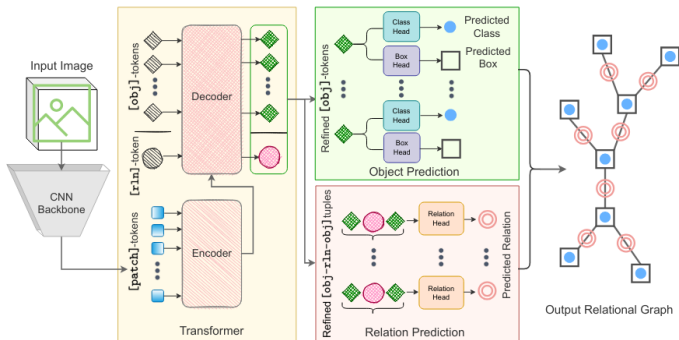 Input Image
CNN
Backbone
[obj]-tokens
[rln]-token
[patch]-tokens
Decoder
Encoder
Transformer
Refined [obj]-tokens
Class
Head
Box
Head
Class
Head
Box
Head
Predicted
Class
Predicted
Box
Object Prediction
Refined [obj-rln-obj] tuples
Relation
Head
Relation
Head
Predicted Relation
Relation Prediction
Output Relational Graph